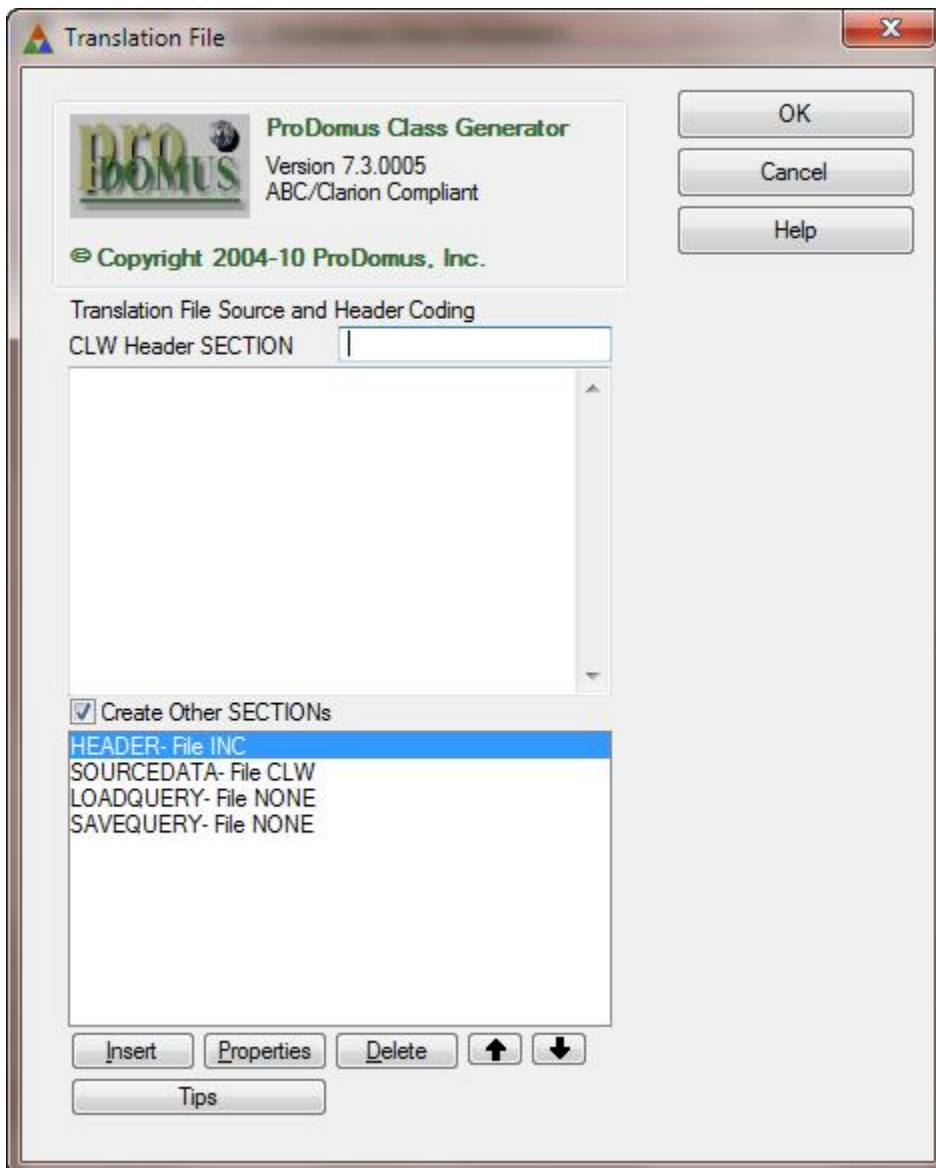 Translation File
pro
DOMUS
ProDomus Class Generator
Version 7.3.0005
ABC/Clarion Compliant
© Copyright 2004-10 ProDomus, Inc.
OK
Cancel
Help
Translation File Source and Header Coding
CLW Header SECTION
Create Other SECTIONs
HEADER- File INC
SOURCEDATA- File CLW
LOADQUERY- File NONE
SAVEQUERY- File NONE
Insert Properties Delete
Tips